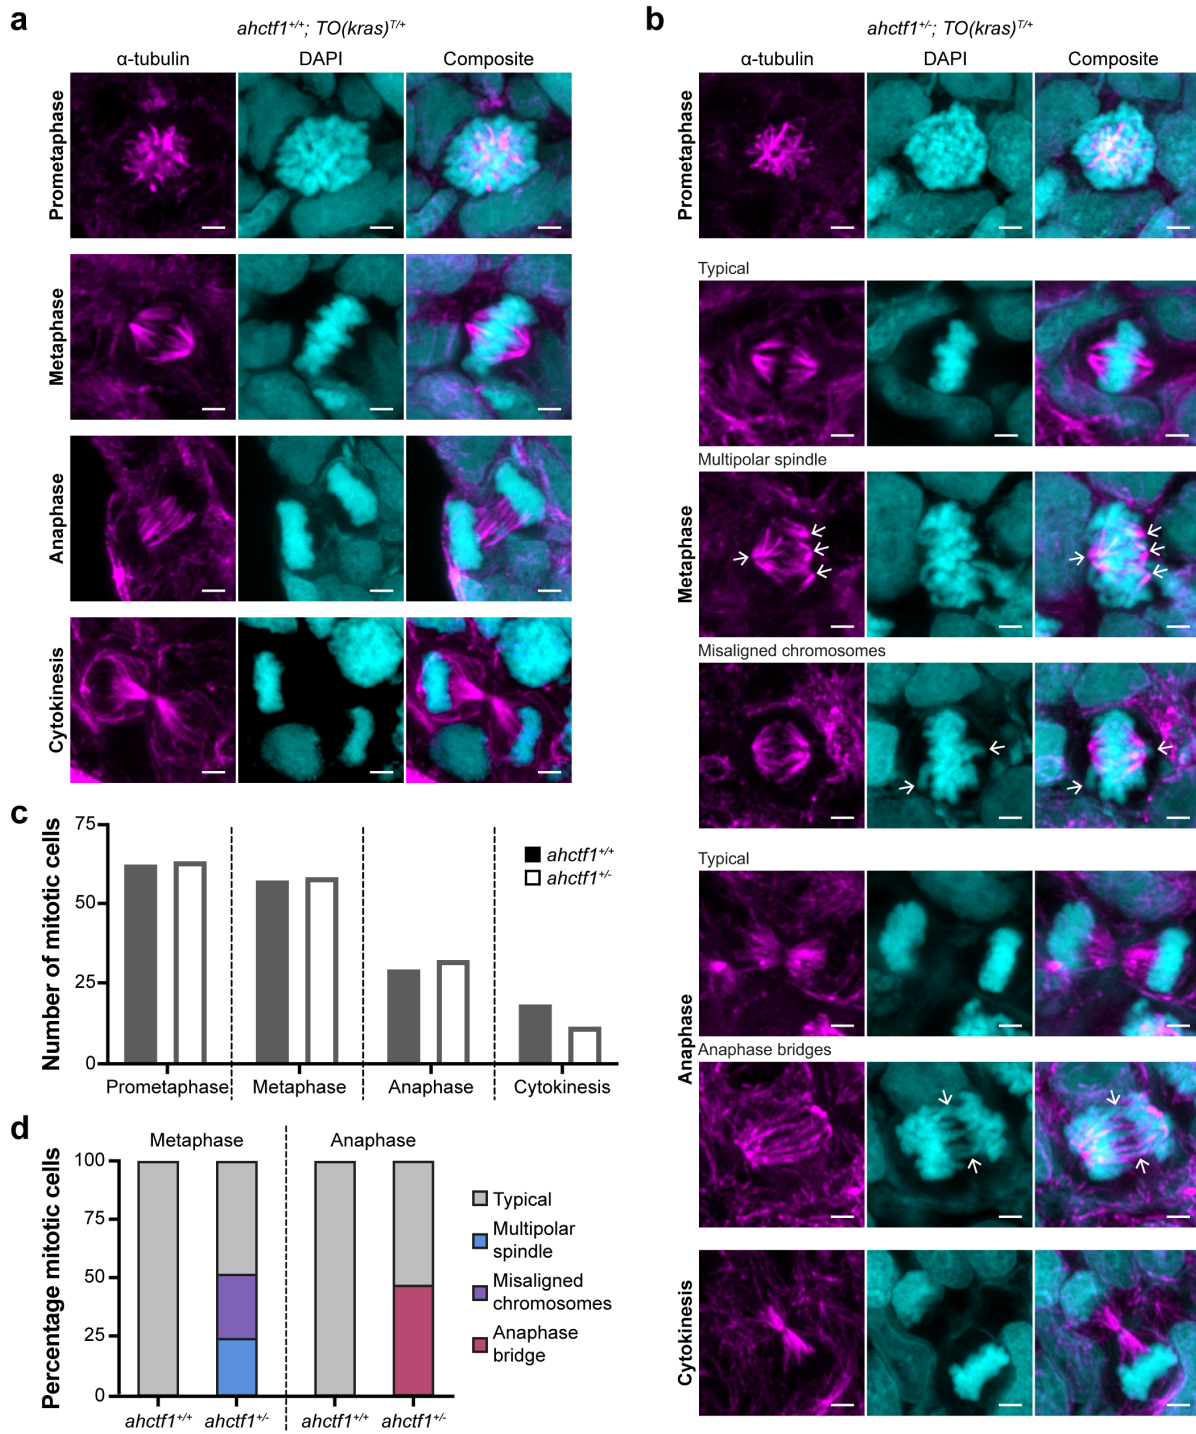 a
ahctf1+/+; TO(kras)T/+
α-tubulin DAPI Composite
Prometaphase
Metaphase
Anaphase
Cytokinesis
b
ahctf1+/-; TO(kras)T/+
α-tubulin DAPI Composite
Prometaphase
Typical
Multipolar spindle
Metaphase
Misaligned chromosomes
Typical
Anaphase
Anaphase bridges
Cytokinesis
c
Number of mitotic cells
75
50
25
0
ahctf1+/+
ahctf1+/-
Prometaphase Metaphase Anaphase Cytokinesis
d
Percentage mitotic cells
Metaphase Anaphase
100
75
50
25
0
Typical
Multipolar
spindle
Misaligned
chromosomes
Anaphase
bridge
ahctf1+/+ ahctf1+/- ahctf1+/+ ahctf1+/-